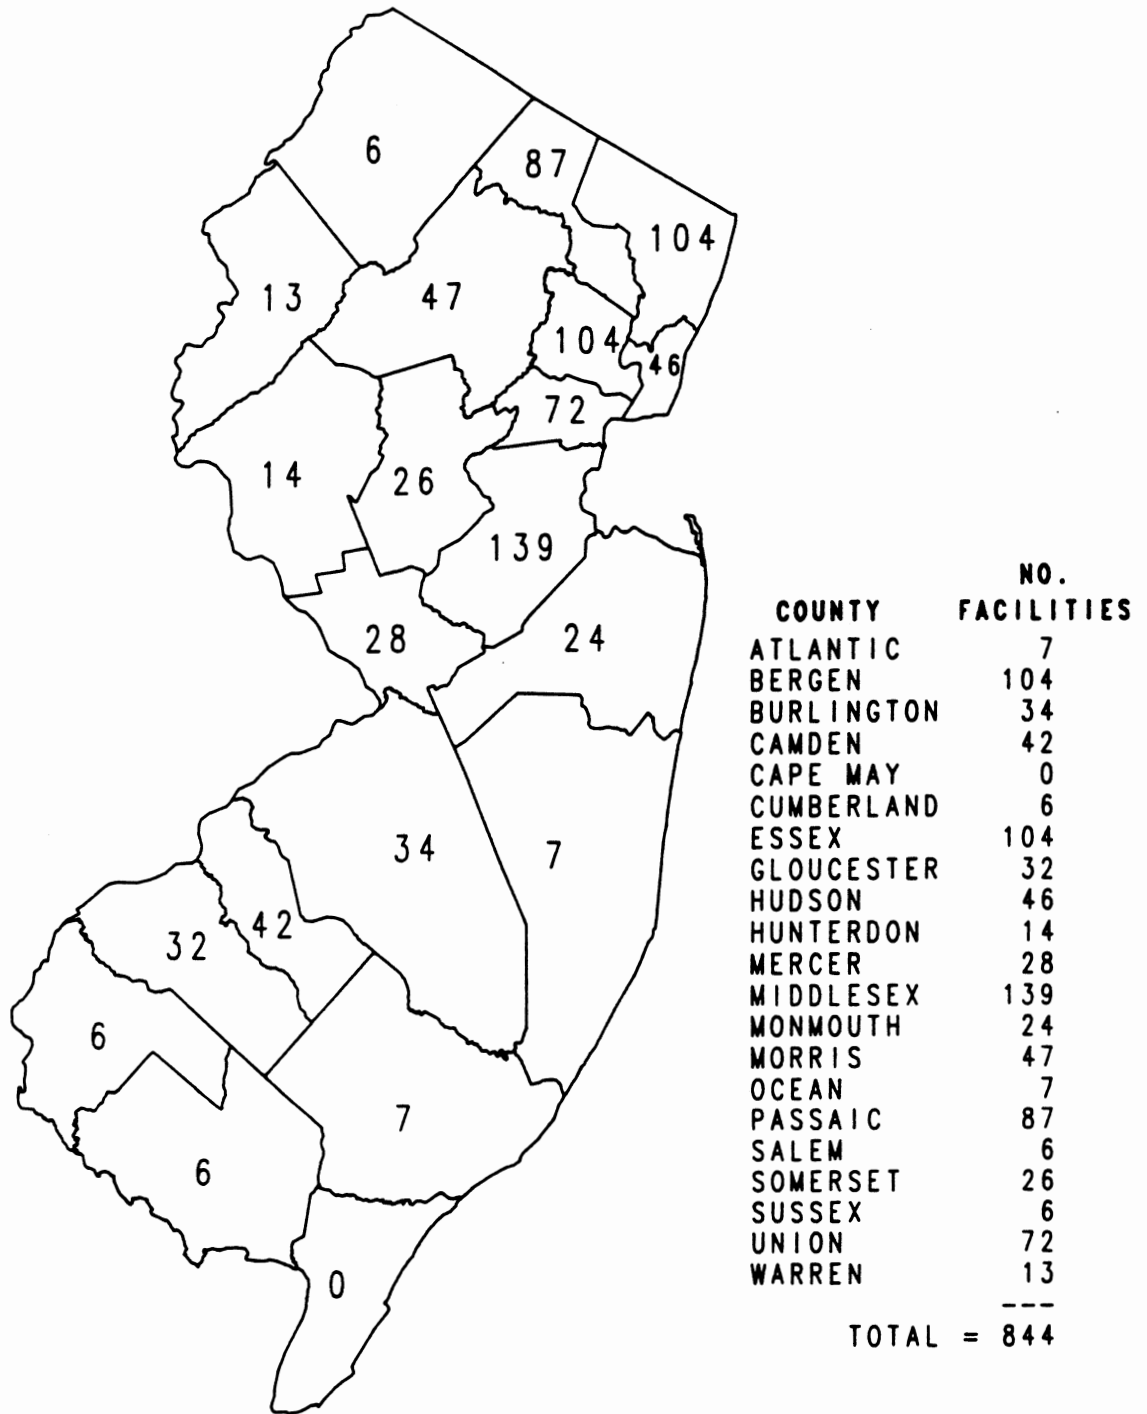 6
87
104
13
47
104
46
72
14
26
139
28
24
34
7
42
32
6
7
6
0
NO.
COUNTY FACILITIES
ATLANTIC 7
BERGEN 104
BURLINGTON 34
CAMDEN 42
CAPE MAY 0
CUMBERLAND 6
ESSEX 104
GLOUCESTER 32
HUDSON 46
HUNTERDON 14
MERCER 28
MIDDLESEX 139
MONMOUTH 24
MORRIS 47
OCEAN 7
PASSAIC 87
SALEM 6
SOMERSET 26
SUSSEX 6
UNION 72
WARREN 13
---
TOTAL = 844